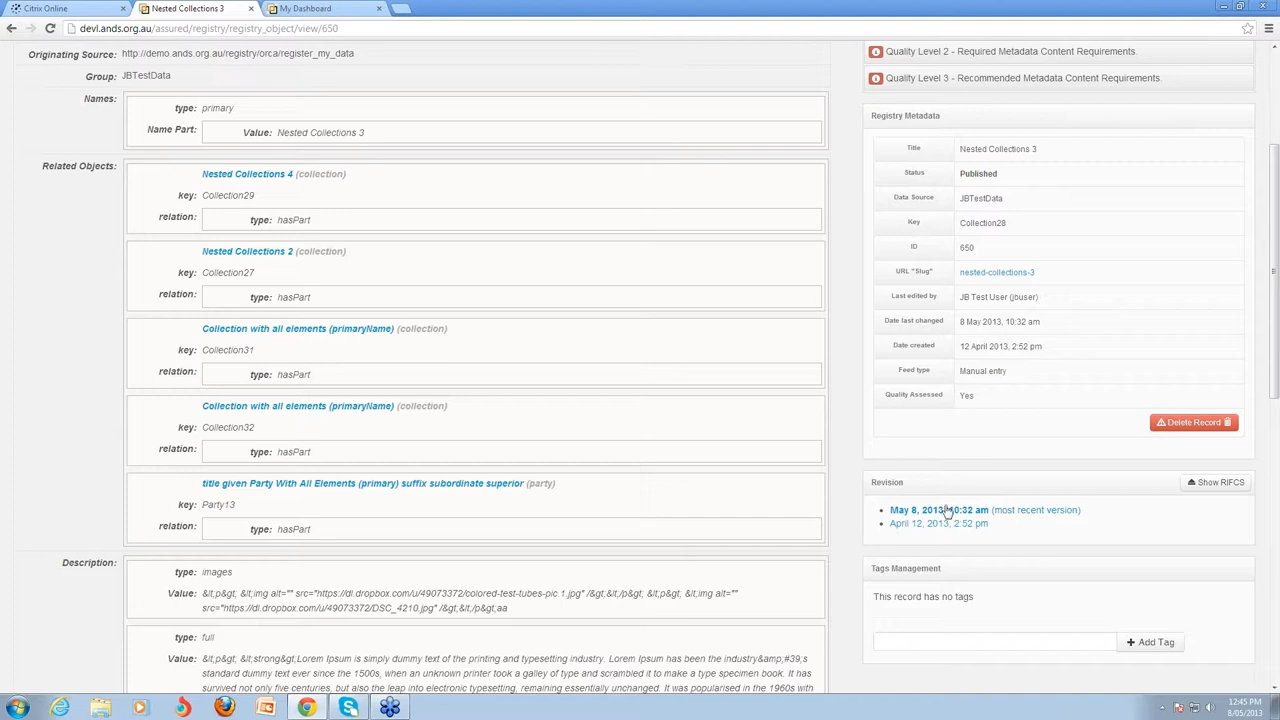 Citrix Online
Nested Collections 3
My Dashboard
devl.ands.org.au/assured/registry/registry_object/view/650
Originating Source: http://demo.ands.org.au/registry/orca/register_my_data
Group: JBTestData
Names:
type: primary
Name Part: Value: Nested Collections 3
Related Objects:
Nested Collections 4 (collection)
key: Collection29
relation: type: hasPart
Nested Collections 2 (collection)
key: Collection27
relation: type: hasPart
Collection with all elements (primaryName) (collection)
key: Collection31
relation: type: hasPart
Collection with all elements (primaryName) (collection)
key: Collection32
relation: type: hasPart
title given Party With All Elements (primary) suffix subordinate superior (party)
key: Party13
relation: type: hasPart
Description:
type: images
Value: &lt;p&gt; &lt;img alt="" src="https://dl.dropbox.com/u/49073372/colored-test-tubes-pic.1.jpg" /&gt;&lt;/p&gt; &lt;p&gt; &lt;img alt=""
src="https://dl.dropbox.com/u/49073372/DSC_4210.jpg" /&gt;&lt;/p&gt;aa
type: full
Value: &lt;p&gt; &lt;strong&gt;Lorem Ipsum is simply dummy text of the printing and typesetting industry. Lorem Ipsum has been the industry&amp;#39;s
standard dummy text ever since the 1500s, when an unknown printer took a galley of type and scrambled it to make a type specimen book. It has
survived not only five centuries, but also the leap into electronic typesetting, remaining essentially unchanged. It was popularised in the 1960s with
Quality Level 2 - Required Metadata Content Requirements.
Quality Level 3 - Recommended Metadata Content Requirements.
Registry Metadata
Title Nested Collections 3
Status Published
Data Source JBTestData
Key Collection28
ID 650
URL "Slug" nested-collections-3
Last edited by JB Test User (jbuser)
Date last changed 8 May 2013, 10:32 am
Date created 12 April 2013, 2:52 pm
Feed type Manual entry
Quality Assessed Yes
Delete Record
Revision
Show RIFCS
May 8, 2013, 10:32 am (most recent version)
April 12, 2013, 2:52 pm
Tags Management
This record has no tags
Add Tag
12:45 PM
8/05/2013